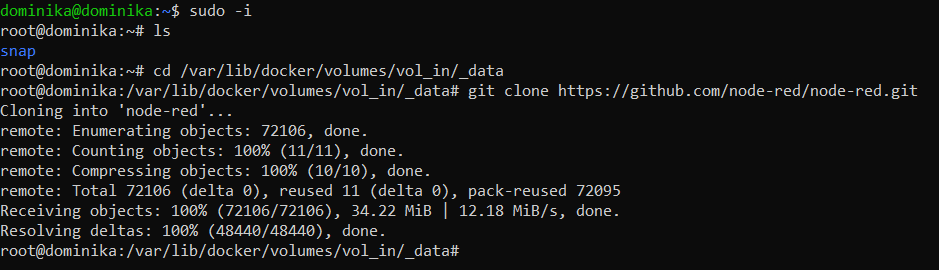 dominika@dominika:~$ sudo -i
root@dominika:~# ls
snap
root@dominika:~# cd /var/lib/docker/volumes/vol_in/_data
root@dominika:/var/lib/docker/volumes/vol_in/_data# git clone https://github.com/node-red/node-red.git
Cloning into 'node-red'...
remote: Enumerating objects: 72106, done.
remote: Counting objects: 100% (11/11), done.
remote: Compressing objects: 100% (10/10), done.
remote: Total 72106 (delta 0), reused 11 (delta 0), pack-reused 72095
Receiving objects: 100% (72106/72106), 34.22 MiB | 12.18 MiB/s, done.
Resolving deltas: 100% (48440/48440), done.
root@dominika:/var/lib/docker/volumes/vol_in/_data#